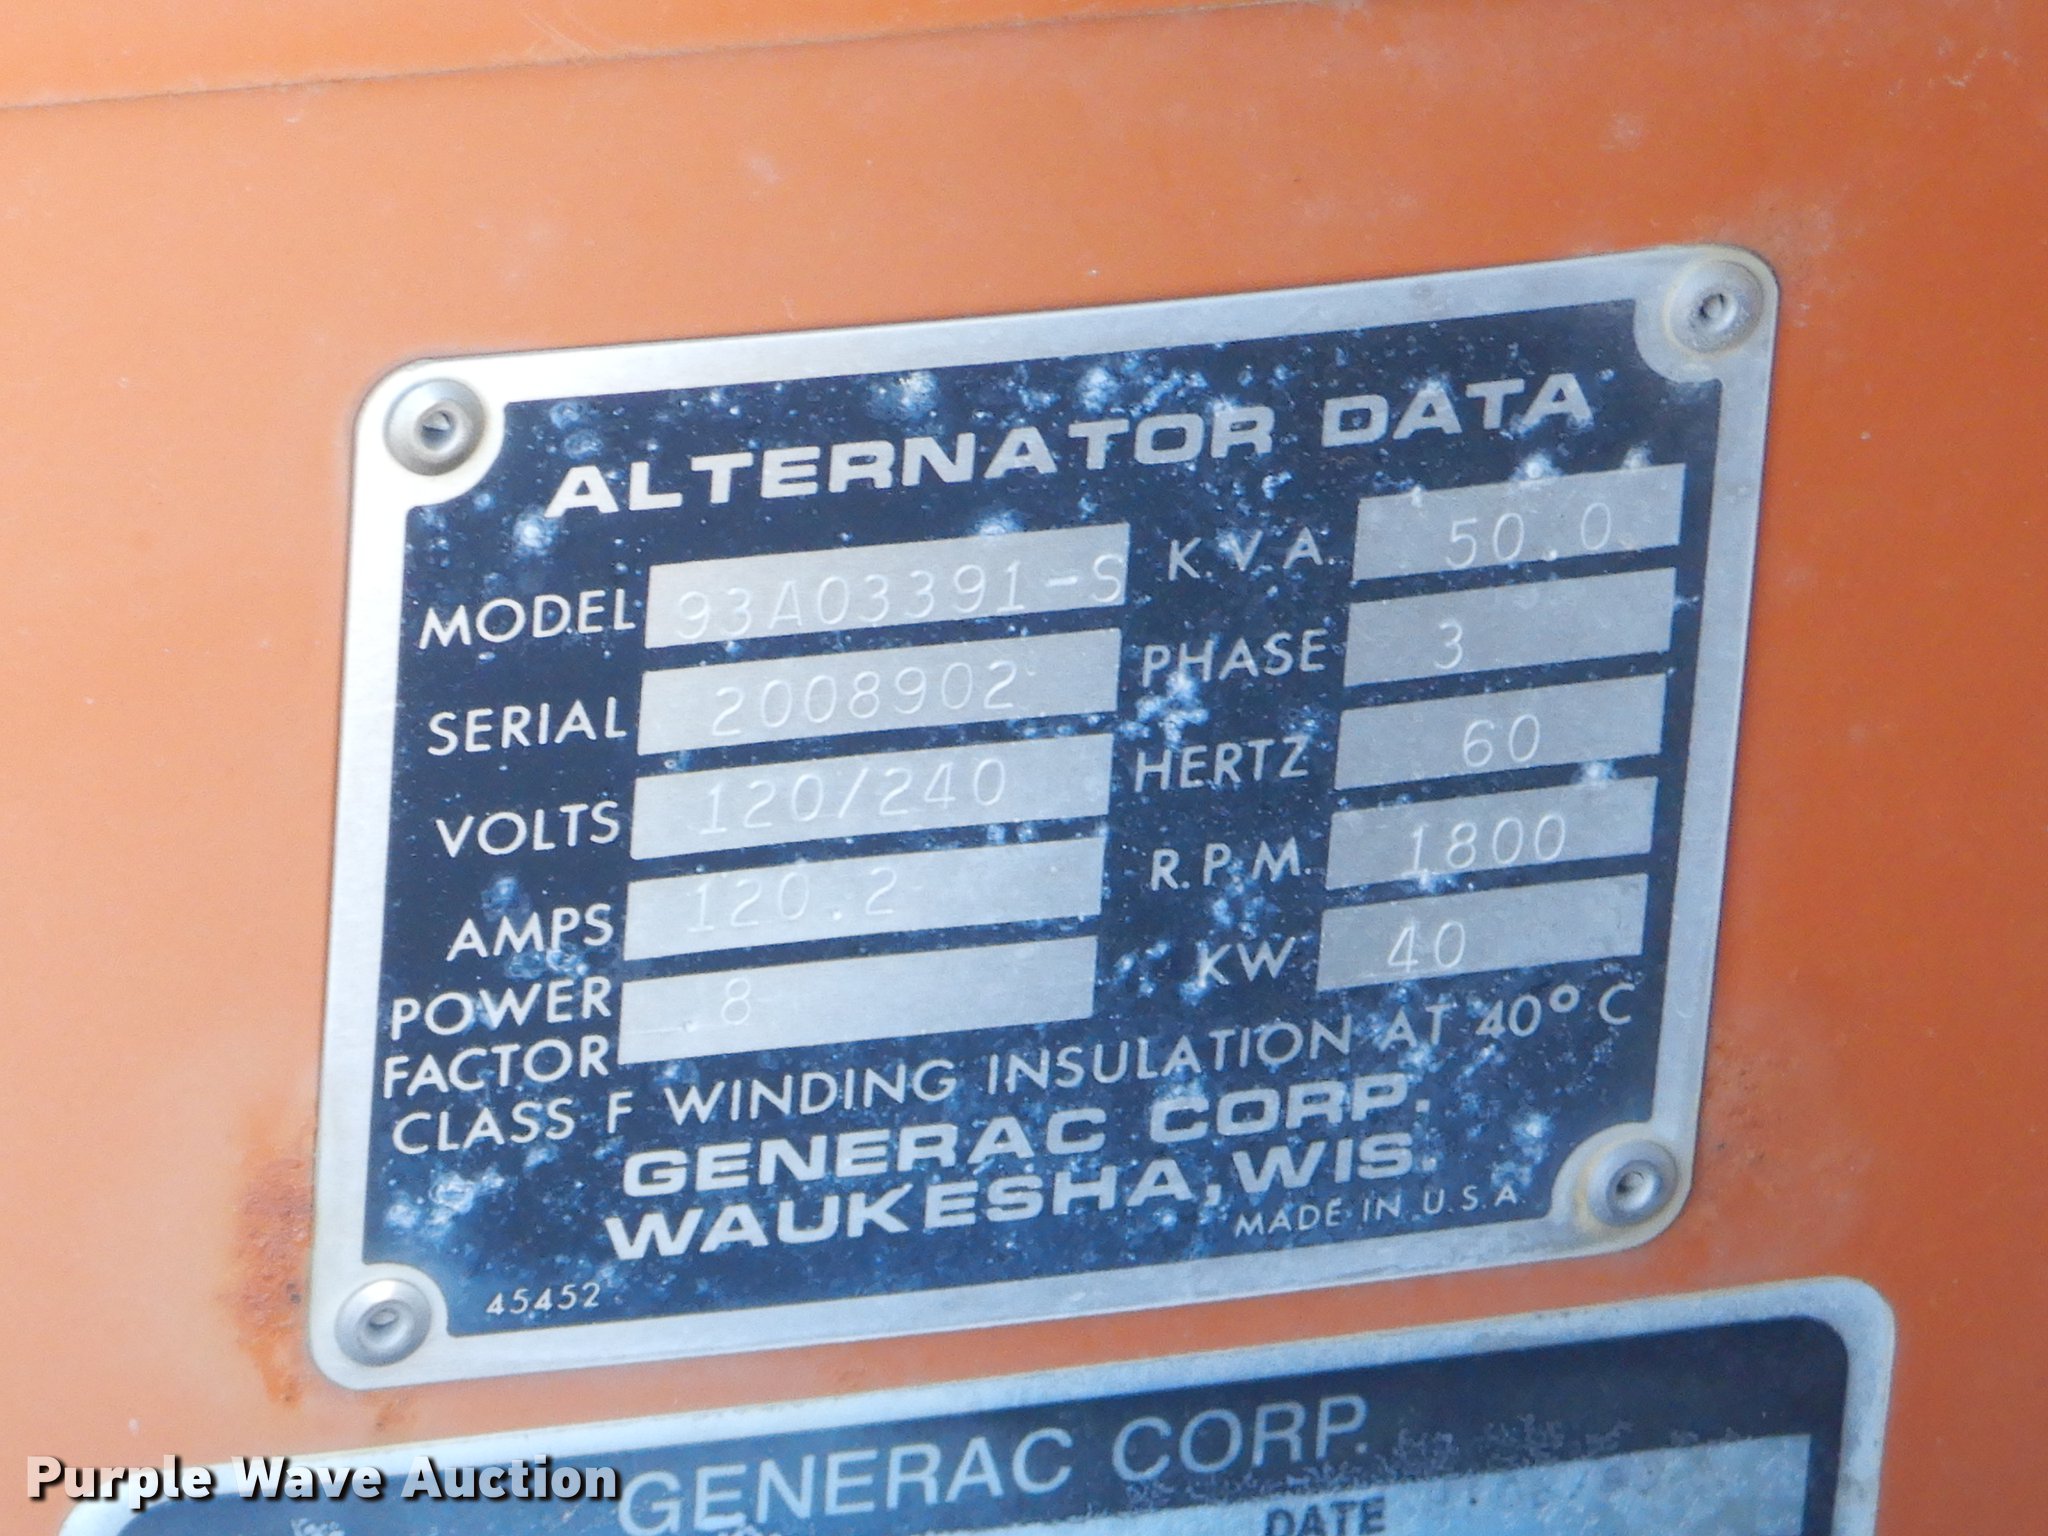 ALTERNATOR DATA
MODEL 93A03391-S K.V.A. 50.0
SERIAL 2008902 PHASE 3
VOLTS 120/240 HERTZ 60
AMPS 120.2 R.P.M. 1800
POWER FACTOR .8 KW 40
CLASS F WINDING INSULATION AT 40° C
GENERAC CORP.
WAUKESHA, WIS.
MADE IN U.S.A.
45452
GENERAC CORP.
DATE
Purple Wave Auction